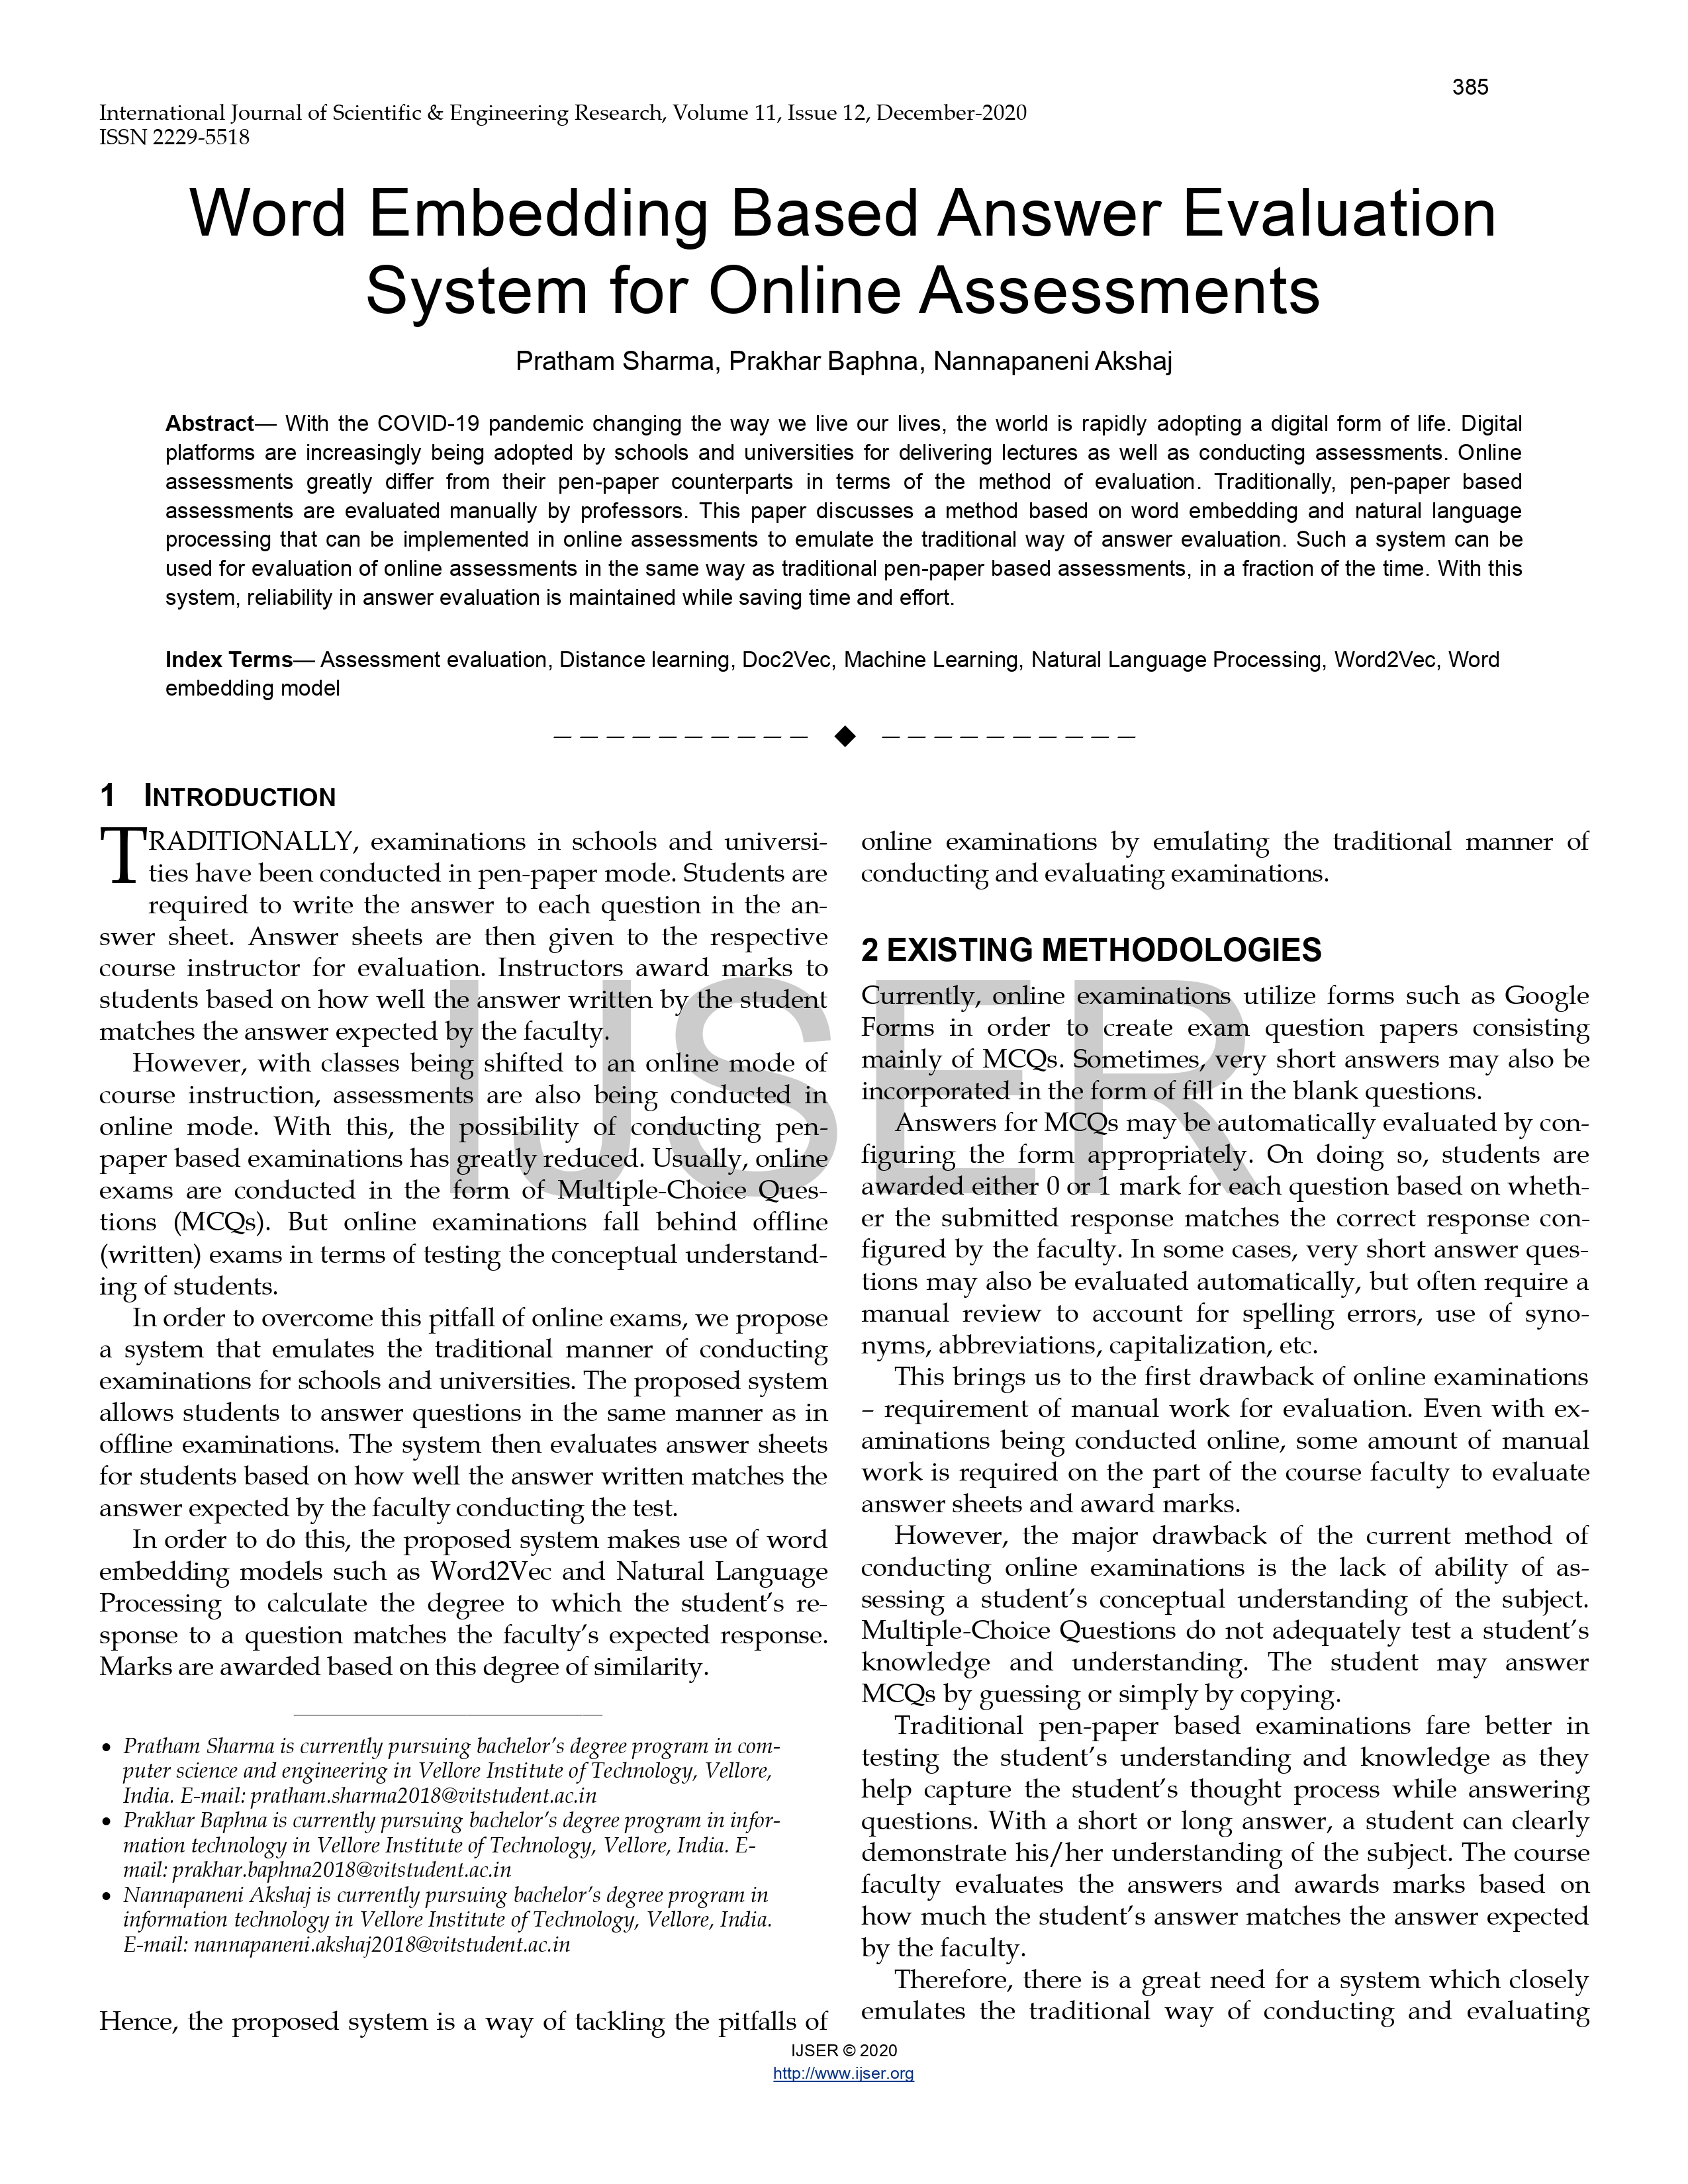 385
International Journal of Scientific & Engineering Research, Volume 11, Issue 12, December-2020
ISSN 2229-5518
Word Embedding Based Answer Evaluation
System for Online Assessments
Pratham Sharma, Prakhar Baphna, Nannapaneni Akshaj
Abstract— With the COVID-19 pandemic changing the way we live our lives, the world is rapidly adopting a digital form of life. Digital
platforms are increasingly being adopted by schools and universities for delivering lectures as well as conducting assessments. Online
assessments greatly differ from their pen-paper counterparts in terms of the method of evaluation. Traditionally, pen-paper based
assessments are evaluated manually by professors. This paper discusses a method based on word embedding and natural language
processing that can be implemented in online assessments to emulate the traditional way of answer evaluation. Such a system can be
used for evaluation of online assessments in the same way as traditional pen-paper based assessments, in a fraction of the time. With this
system, reliability in answer evaluation is maintained while saving time and effort.
Index Terms— Assessment evaluation, Distance learning, Doc2Vec, Machine Learning, Natural Language Processing, Word2Vec, Word
embedding model
—————————— ◆ ——————————
1 INTRODUCTION
TRADITIONALLY, examinations in schools and universi-
ties have been conducted in pen-paper mode. Students are
required to write the answer to each question in the an-
swer sheet. Answer sheets are then given to the respective
course instructor for evaluation. Instructors award marks to
students based on how well the answer written by the student
matches the answer expected by the faculty.
However, with classes being shifted to an online mode of
course instruction, assessments are also being conducted in
online mode. With this, the possibility of conducting pen-
paper based examinations has greatly reduced. Usually, online
exams are conducted in the form of Multiple-Choice Ques-
tions (MCQs). But online examinations fall behind offline
(written) exams in terms of testing the conceptual understand-
ing of students.
In order to overcome this pitfall of online exams, we propose
a system that emulates the traditional manner of conducting
examinations for schools and universities. The proposed system
allows students to answer questions in the same manner as in
offline examinations. The system then evaluates answer sheets
for students based on how well the answer written matches the
answer expected by the faculty conducting the test.
In order to do this, the proposed system makes use of word
embedding models such as Word2Vec and Natural Language
Processing to calculate the degree to which the student's re-
sponse to a question matches the faculty's expected response.
Marks are awarded based on this degree of similarity.
• Pratham Sharma is currently pursuing bachelor's degree program in com-
puter science and engineering in Vellore Institute of Technology, Vellore,
India. E-mail: pratham.sharma2018@vitstudent.ac.in
• Prakhar Baphna is currently pursuing bachelor's degree program in infor-
mation technology in Vellore Institute of Technology, Vellore, India. E-
mail: prakhar.baphna2018@vitstudent.ac.in
• Nannapaneni Akshaj is currently pursuing bachelor's degree program in
information technology in Vellore Institute of Technology, Vellore, India.
E-mail: nannapaneni.akshaj2018@vitstudent.ac.in
Hence, the proposed system is a way of tackling the pitfalls of
online examinations by emulating the traditional manner of
conducting and evaluating examinations.
2 EXISTING METHODOLOGIES
Currently, online examinations utilize forms such as Google
Forms in order to create exam question papers consisting
mainly of MCQs. Sometimes, very short answers may also be
incorporated in the form of fill in the blank questions.
Answers for MCQs may be automatically evaluated by con-
figuring the form appropriately. On doing so, students are
awarded either 0 or 1 mark for each question based on wheth-
er the submitted response matches the correct response con-
figured by the faculty. In some cases, very short answer ques-
tions may also be evaluated automatically, but often require a
manual review to account for spelling errors, use of syno-
nyms, abbreviations, capitalization, etc.
This brings us to the first drawback of online examinations
– requirement of manual work for evaluation. Even with ex-
aminations being conducted online, some amount of manual
work is required on the part of the course faculty to evaluate
answer sheets and award marks.
However, the major drawback of the current method of
conducting online examinations is the lack of ability of as-
sessing a student's conceptual understanding of the subject.
Multiple-Choice Questions do not adequately test a student's
knowledge and understanding. The student may answer
MCQs by guessing or simply by copying.
Traditional pen-paper based examinations fare better in
testing the student's understanding and knowledge as they
help capture the student's thought process while answering
questions. With a short or long answer, a student can clearly
demonstrate his/her understanding of the subject. The course
faculty evaluates the answers and awards marks based on
how much the student's answer matches the answer expected
by the faculty.
Therefore, there is a great need for a system which closely
emulates the traditional way of conducting and evaluating
IJSER
IJSER © 2020
http://www.ijser.org